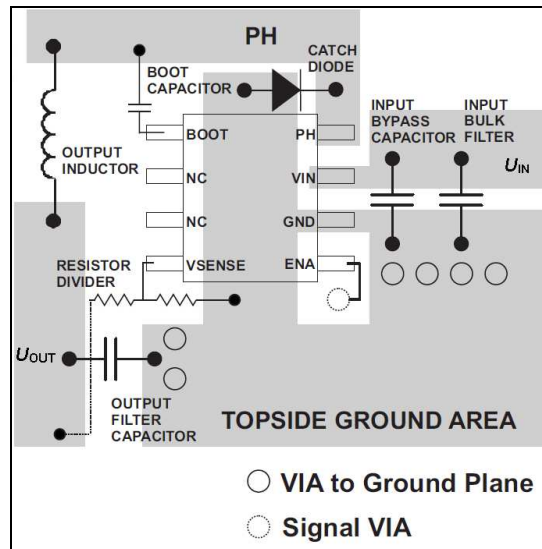 PH
CATCH
DIODE
BOOT
CAPACITOR
INPUT
BYPASS
CAPACITOR
INPUT
BULK
FILTER
OUTPUT
INDUCTOR
BOOT
PH
NC
VIN
UIN
NC
GND
VSENSE
ENA
RESISTOR
DIVIDER
UOUT
OUTPUT
FILTER
CAPACITOR
TOPSIDE GROUND AREA
VIA to Ground Plane
Signal VIA